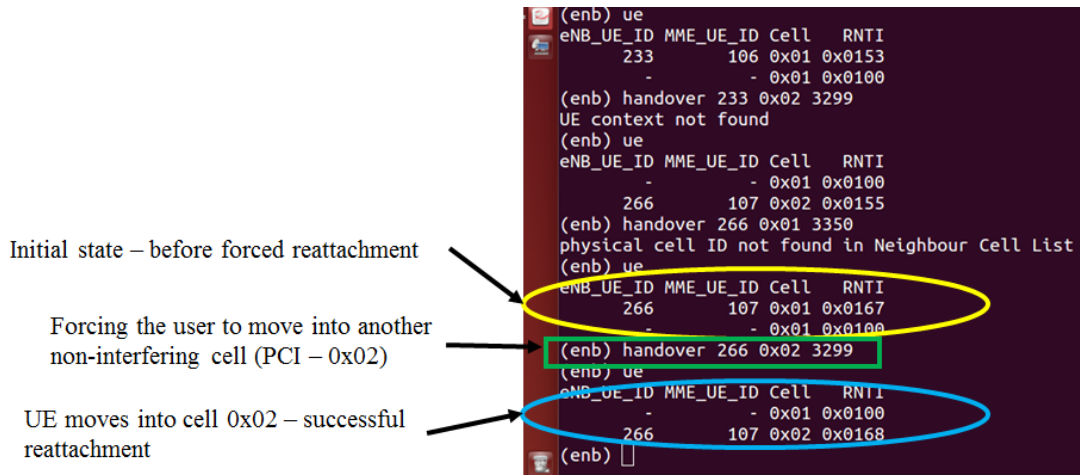 (enb) ue
eNB_UE_ID MME_UE_ID Cell RNTI
233 106 0x01 0x0153
- - 0x01 0x0100
(enb) handover 233 0x02 3299
UE context not found
(enb) ue
eNB_UE_ID MME_UE_ID Cell RNTI
- - 0x01 0x0100
266 107 0x02 0x0155
(enb) handover 266 0x01 3350
physical cell ID not found in Neighbour Cell List
(enb) ue
eNB_UE_ID MME_UE_ID Cell RNTI
266 107 0x01 0x0167
- - 0x01 0x0100
(enb) handover 266 0x02 3299
(enb) ue
eNB_UE_ID MME_UE_ID Cell RNTI
- - 0x01 0x0100
266 107 0x02 0x0168
(enb)
Initial state – before forced reattachment
Forcing the user to move into another
non-interfering cell (PCI – 0x02)
UE moves into cell 0x02 – successful
reattachment